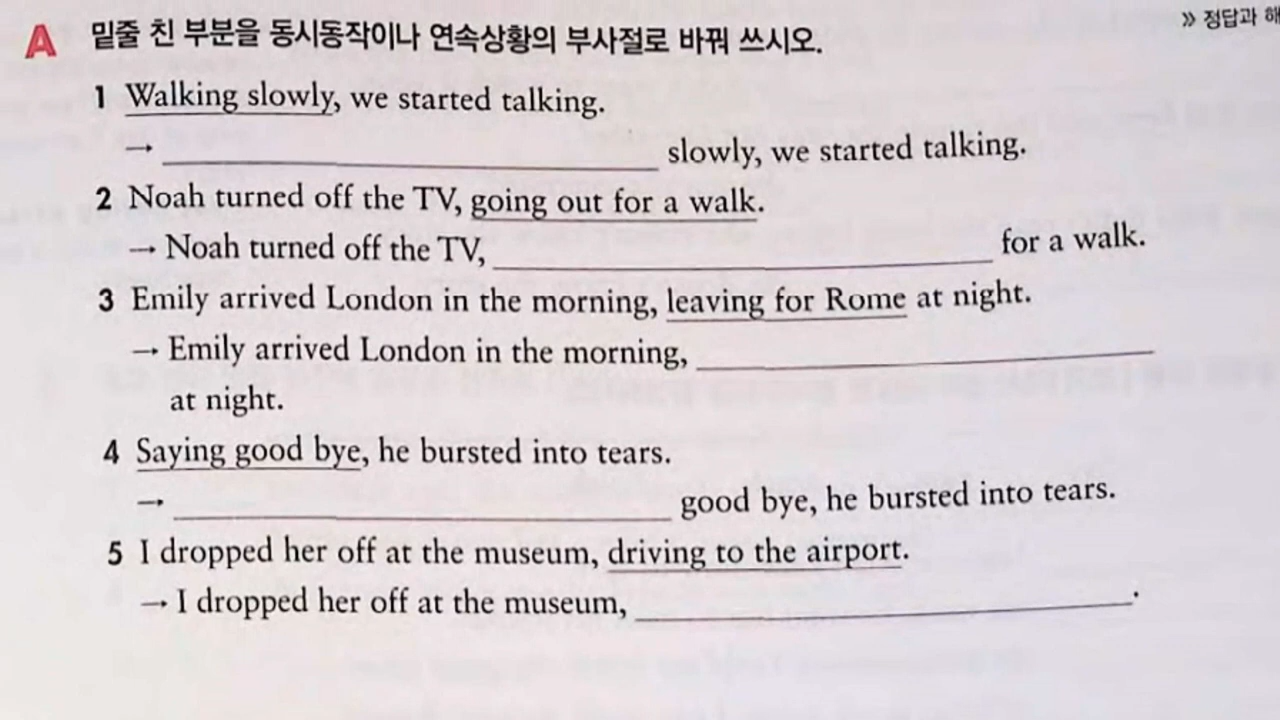 » 정답과 해
A 밑줄 친 부분을 동시동작이나 연속상황의 부사절로 바꿔 쓰시오.
1 Walking slowly, we started talking.
→ slowly, we started talking.
2 Noah turned off the TV, going out for a walk.
→ Noah turned off the TV, for a walk.
3 Emily arrived London in the morning, leaving for Rome at night.
→ Emily arrived London in the morning,
at night.
4 Saying good bye, he bursted into tears.
→ good bye, he bursted into tears.
5 I dropped her off at the museum, driving to the airport.
→ I dropped her off at the museum, .